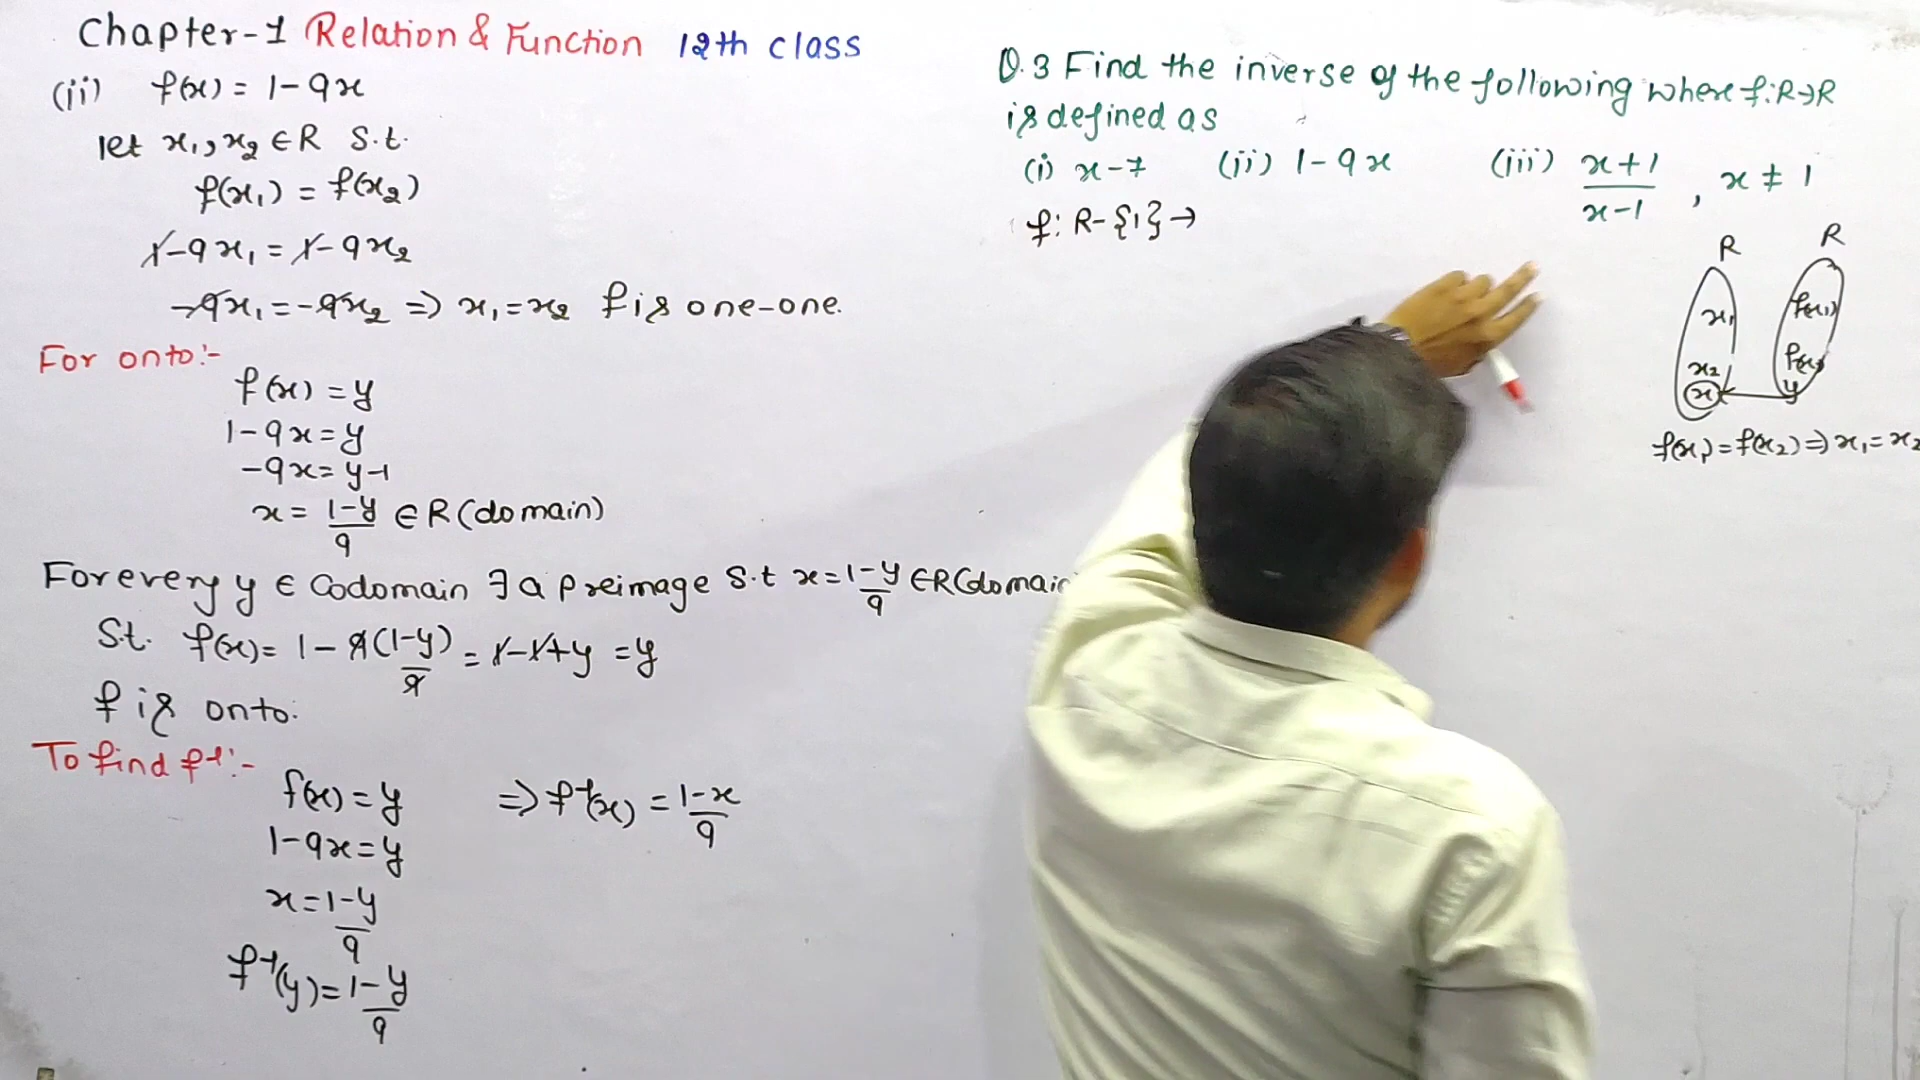 Chapter-1 Relation & Function 12th class
(ii) f(x) = 1-9x
let x₁, x₂ ∈ R S.t.
f(x₁) = f(x₂)
1-9x₁ = 1-9x₂
-9x₁ = -9x₂ ⇒ x₁ = x₂ f is one-one.
For onto:-
f(x) = y
1-9x = y
-9x = y-1
x = (1-y)/9 ∈ R (domain)
For every y ∈ Codomain ∃ a Preimage S.t x = (1-y)/9 ∈ R (domain
S.t. f(x) = 1 - 9(1-y)/9 = 1-1+y = y
f is onto.
To find f⁻¹:-
f(x) = y ⇒ f⁻¹(x) = (1-x)/9
1-9x = y
x = (1-y)/9
f⁻¹(y) = (1-y)/9
Q.3 Find the inverse of the following where f:R→R
is defined as
(i) x-7 (ii) 1-9x (iii) (x+1)/(x-1), x ≠ 1
f: R-{1} →
R R
x₁ f(x₁)
x₂
x y
f(x₁) = f(x₂) ⇒ x₁ = x₂